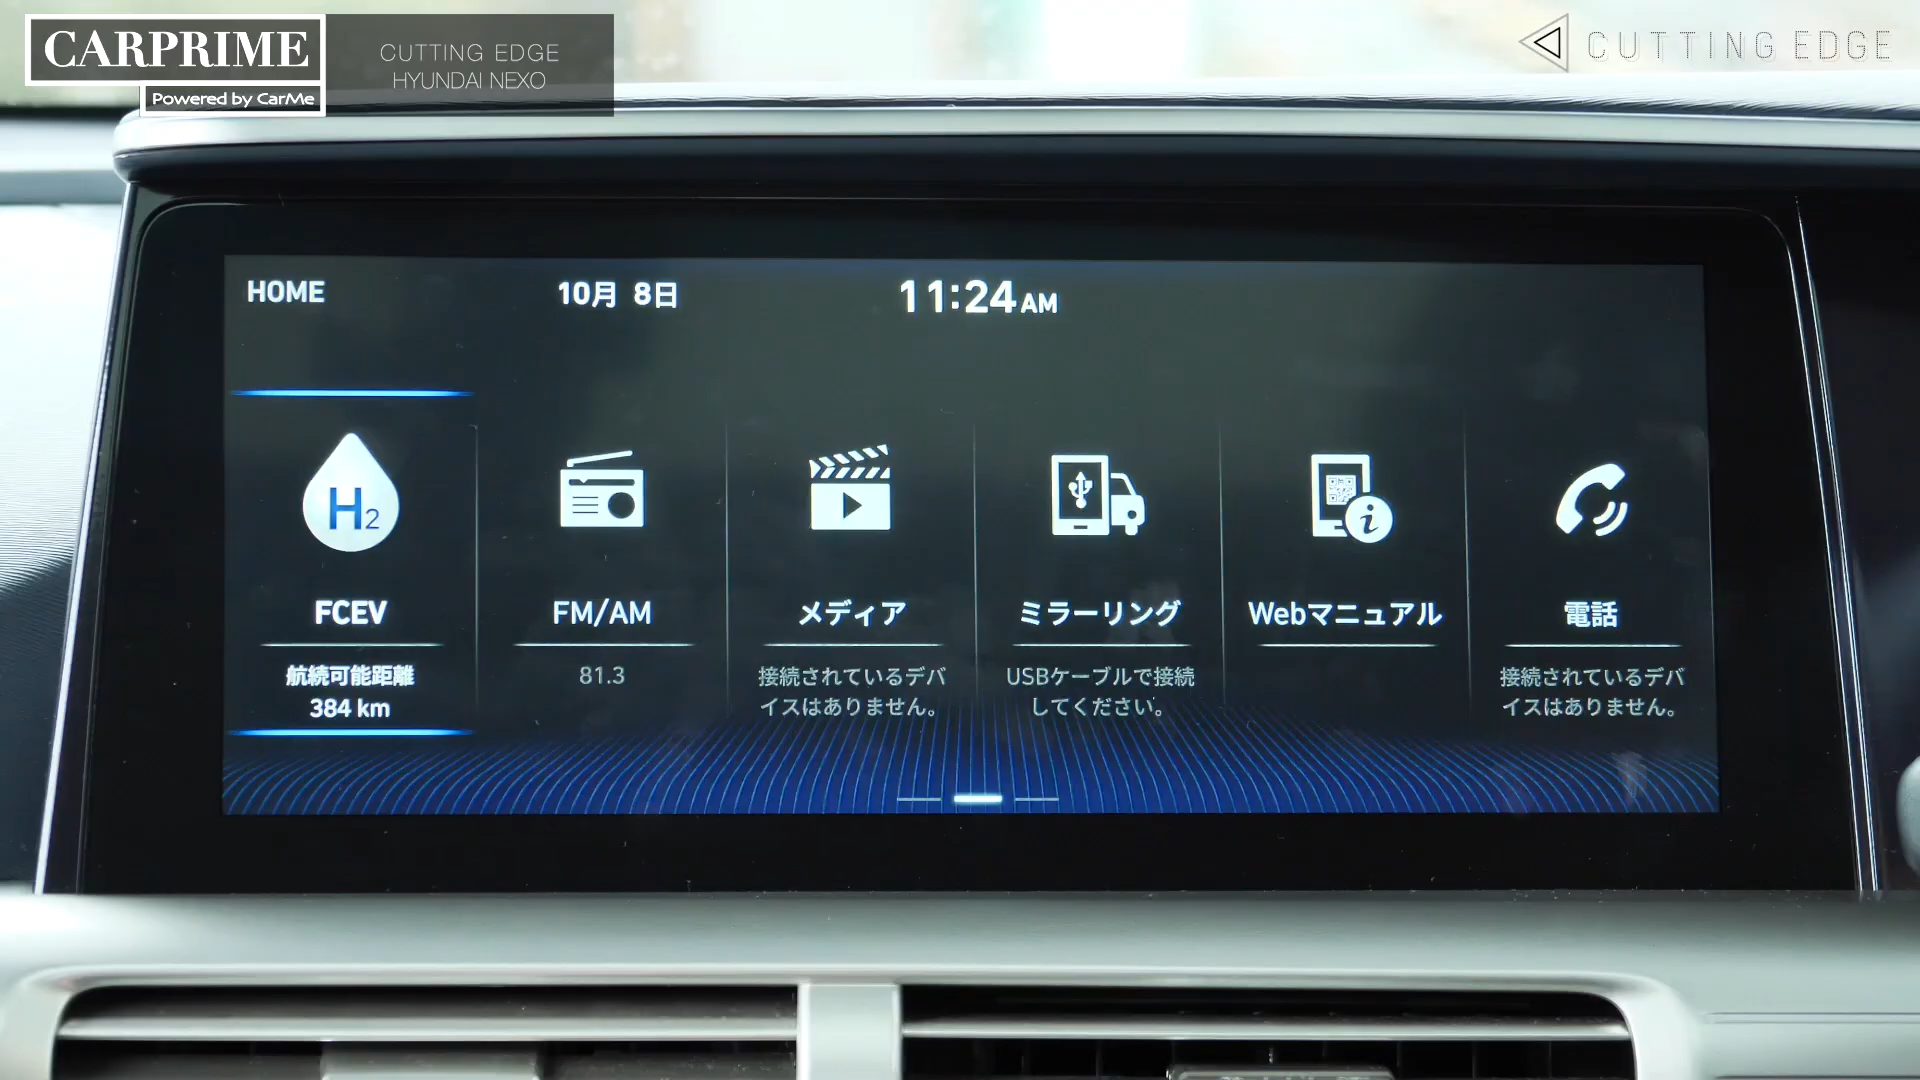 CARPRIME
Powered by CarMe
CUTTING EDGE
HYUNDAI NEXO
CUTTING EDGE
HOME
10月 8日
11:24 AM
H2
FCEV
航続可能距離
384 km
FM/AM
81.3
メディア
接続されているデバ
イスはありません。
ミラーリング
USBケーブルで接続
してください。
i
Webマニュアル
電話
接続されているデバ
イスはありません。